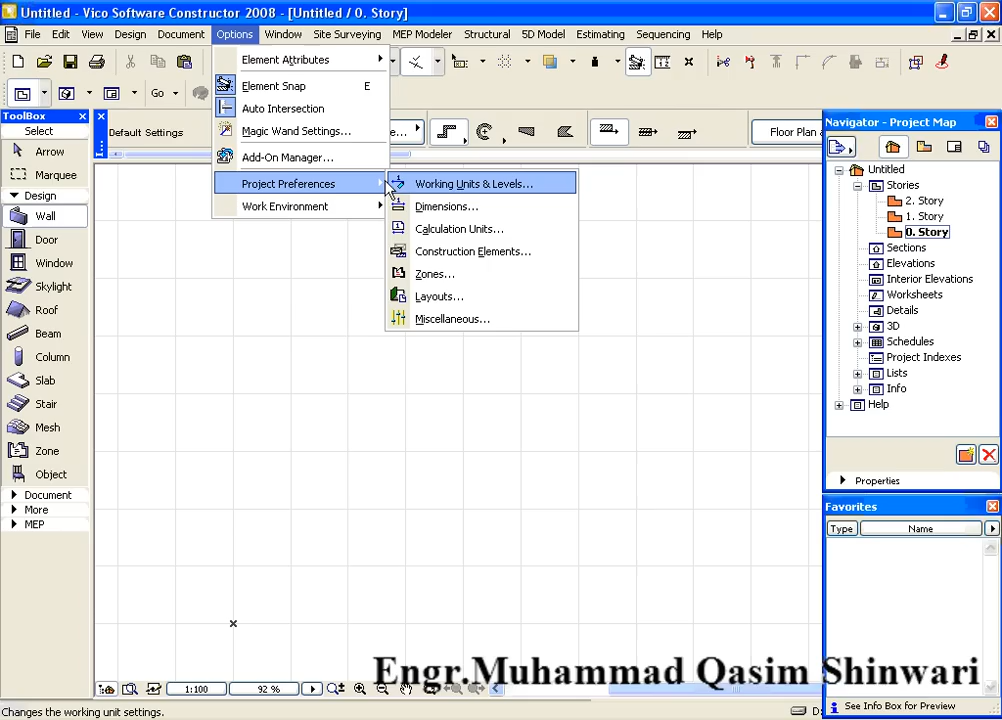 Untitled - Vico Software Constructor 2008 - [Untitled / 0. Story]
File Edit View Design Document Options Window Site Surveying MEP Modeler Structural 5D Model Estimating Sequencing Help
Go
ToolBox
Select
Arrow
Marquee
Design
Wall
Door
Window
Skylight
Roof
Beam
Column
Slab
Stair
Mesh
Zone
Object
Document
More
MEP
Default Settings
e...
Floor Plan a
Element Attributes
Element Snap E
Auto Intersection
Magic Wand Settings...
Add-On Manager...
Project Preferences
Work Environment
Working Units & Levels...
Dimensions...
Calculation Units...
Construction Elements...
Zones...
Layouts...
Miscellaneous...
Navigator - Project Map
Untitled
Stories
2. Story
1. Story
0. Story
Sections
Elevations
Interior Elevations
Worksheets
Details
3D
Schedules
Project Indexes
Lists
Info
Help
Properties
Favorites
Type Name
See Info Box for Preview
1:100 92 %
Engr.Muhammad Qasim Shinwari
Changes the working unit settings.